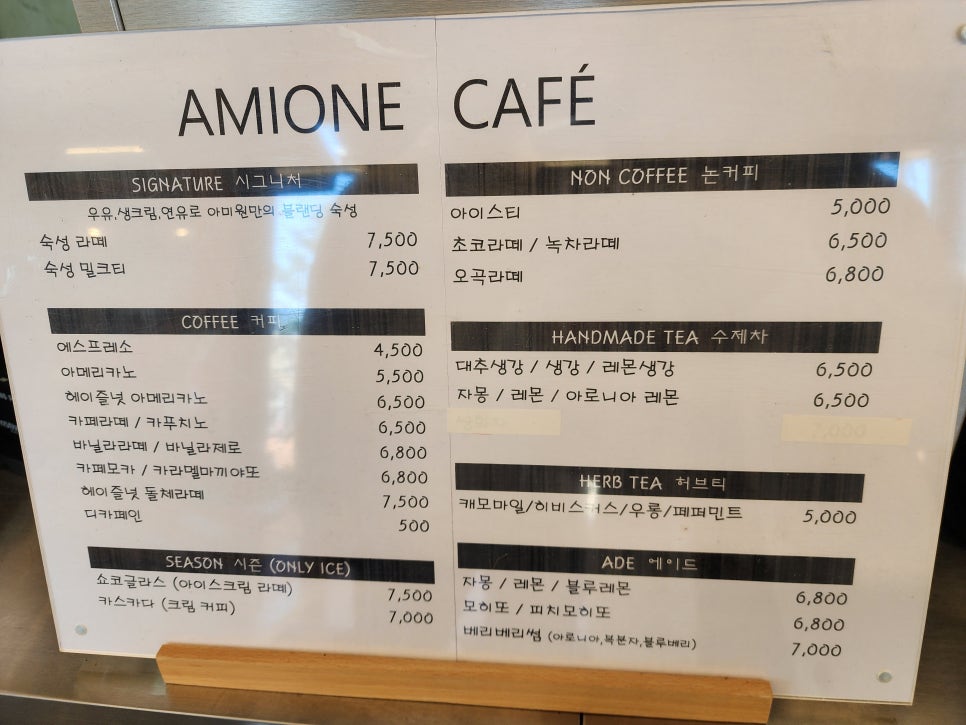 AMIONE CAFÉ
SIGNATURE 시그니처
우유,생크림,연유로 아미원만의 블랜딩 숙성
숙성 라떼 7,500
숙성 밀크티 7,500
COFFEE 커피
에스프레소 4,500
아메리카노 5,500
헤이즐넛 아메리카노 6,500
카페라떼 / 카푸치노 6,500
바닐라라떼 / 바닐라제로 6,800
카페모카 / 카라멜마끼야또 6,800
헤이즐넛 돌체라떼 7,500
디카페인 500
SEASON 시즌 (ONLY ICE)
쇼코글라스 (아이스크림 라떼) 7,500
카스카다 (크림 커피) 7,000
NON COFFEE 논커피
아이스티 5,000
초코라떼 / 녹차라떼 6,500
오곡라떼 6,800
HANDMADE TEA 수제차
대추생강 / 생강 / 레몬생강 6,500
자몽 / 레몬 / 아로니아 레몬 6,500
7,000
HERB TEA 허브티
캐모마일/히비스커스/우롱/페퍼민트 5,000
ADE 에이드
자몽 / 레몬 / 블루레몬 6,800
모히또 / 피치모히또 6,800
베리베리썸 (아로니아,복분자,블루베리) 7,000